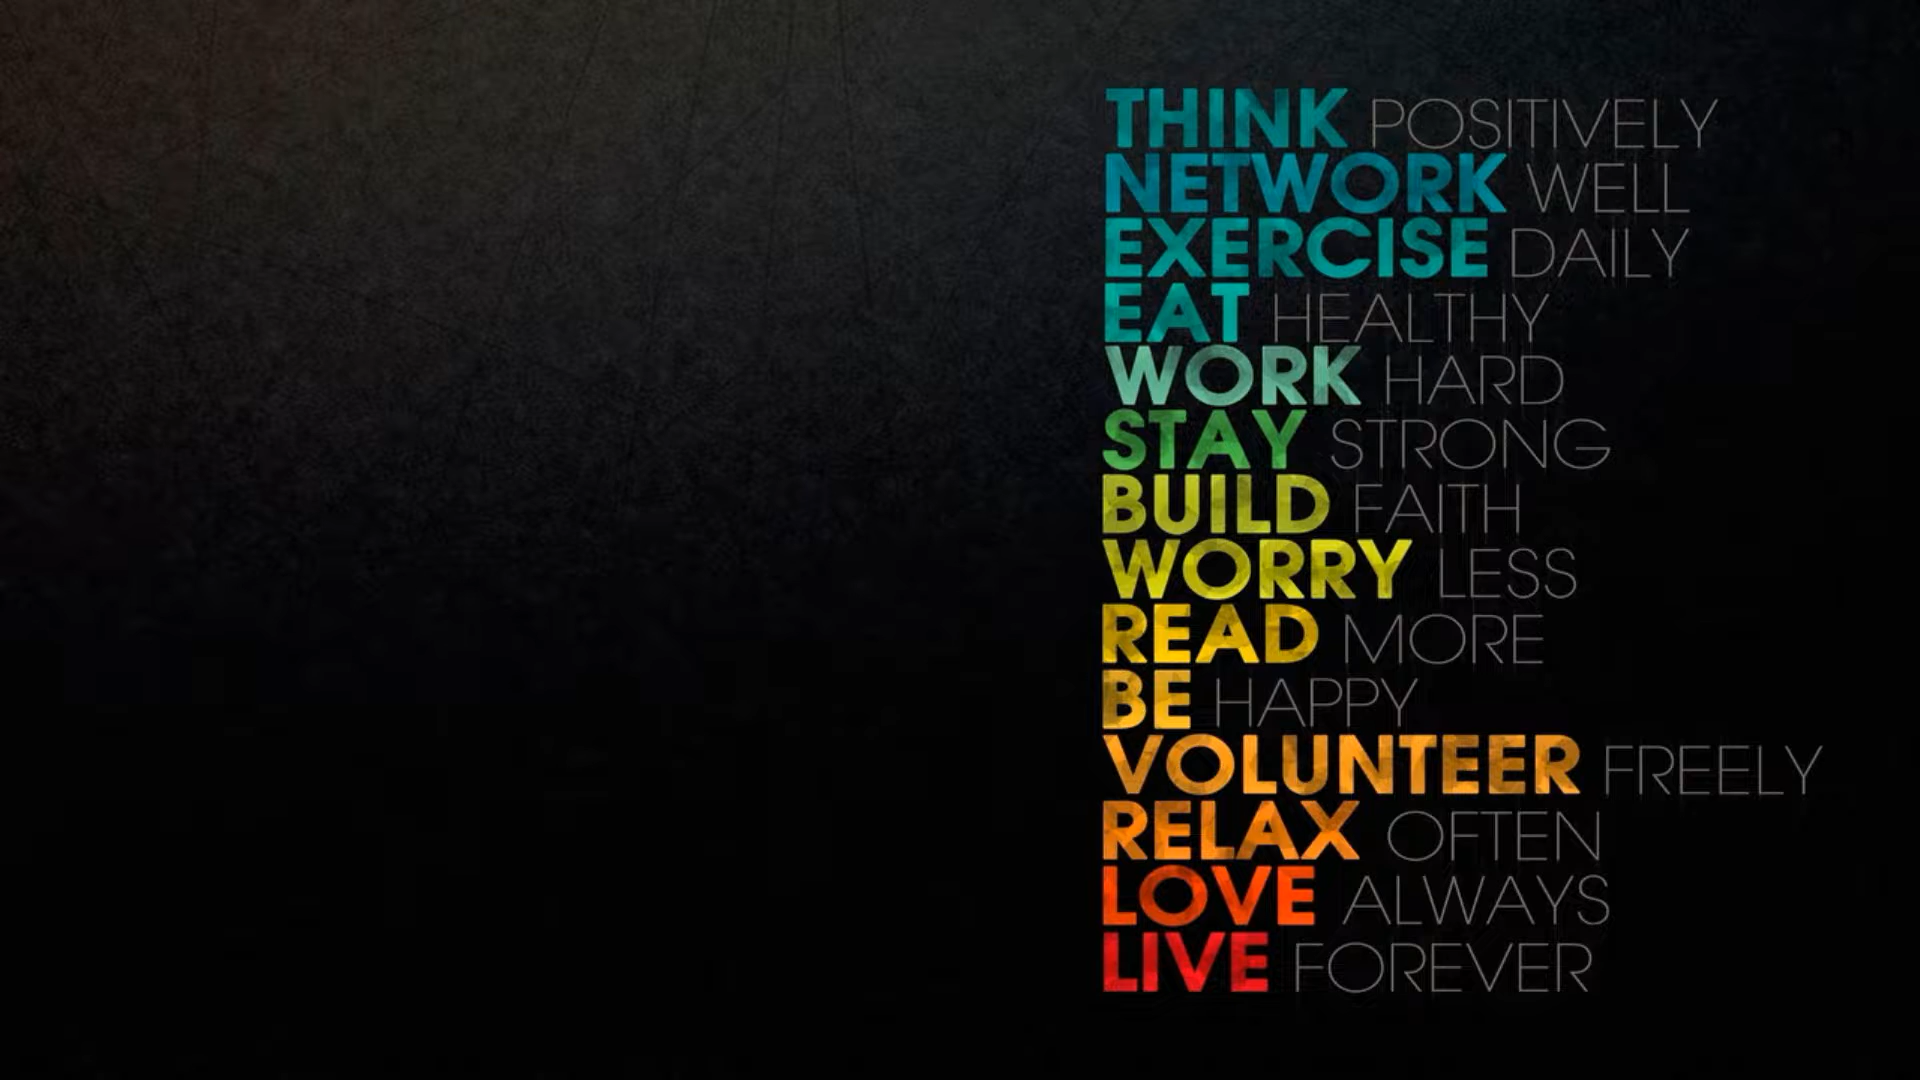 THINK POSITIVELY
NETWORK WELL
EXERCISE DAILY
EAT HEALTHY
WORK HARD
STAY STRONG
BUILD FAITH
WORRY LESS
READ MORE
BE HAPPY
VOLUNTEER FREELY
RELAX OFTEN
LOVE ALWAYS
LIVE FOREVER